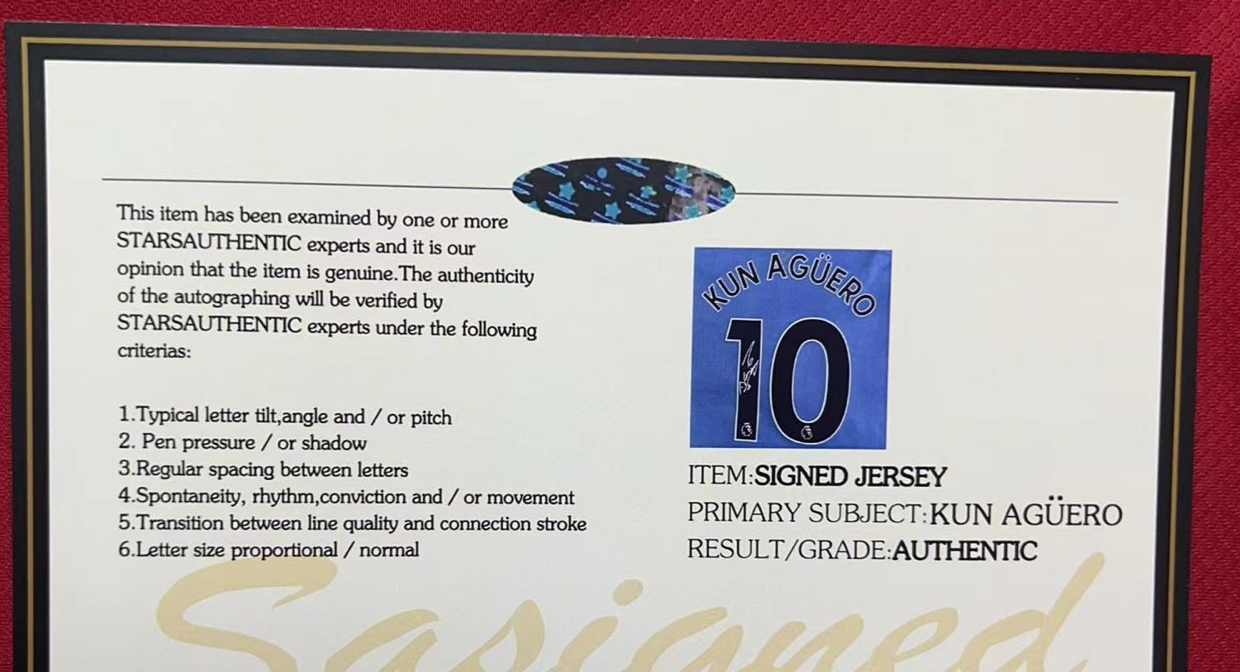 This item has been examined by one or more
STARSAUTHENTIC experts and it is our
opinion that the item is genuine.The authenticity
of the autographing will be verified by
STARSAUTHENTIC experts under the following
criterias:
1.Typical letter tilt,angle and / or pitch
2. Pen pressure / or shadow
3.Regular spacing between letters
4.Spontaneity, rhythm,conviction and / or movement
5.Transition between line quality and connection stroke
6.Letter size proportional / normal
KUN AGÜERO
10
ITEM:SIGNED JERSEY
PRIMARY SUBJECT:KUN AGÜERO
RESULT/GRADE:AUTHENTIC
Sasigned